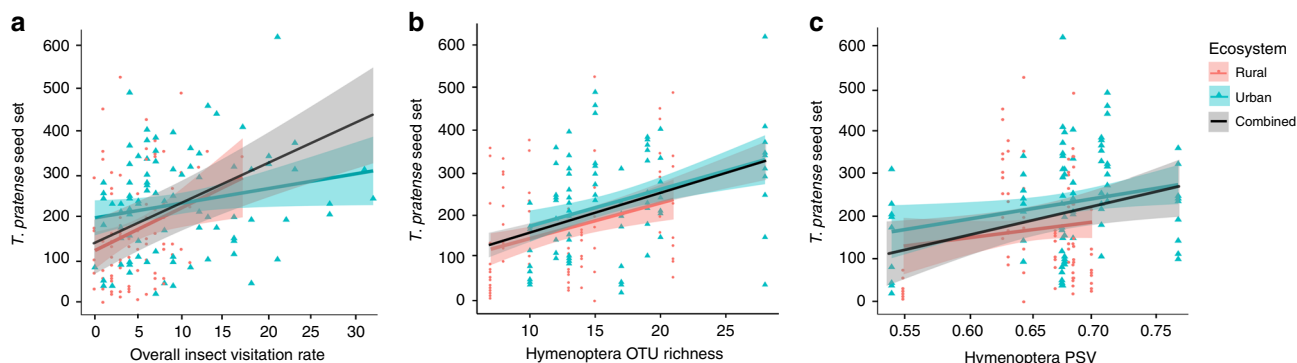 a
T. pratense seed set
600
500
400
300
200
100
0
0 5 10 15 20 25 30
Overall insect visitation rate
b
T. pratense seed set
600
500
400
300
200
100
0
10 15 20 25
Hymenoptera OTU richness
c
T. pratense seed set
600
500
400
300
200
100
0
0.55 0.60 0.65 0.70 0.75
Hymenoptera PSV
Ecosystem
Rural
Urban
Combined